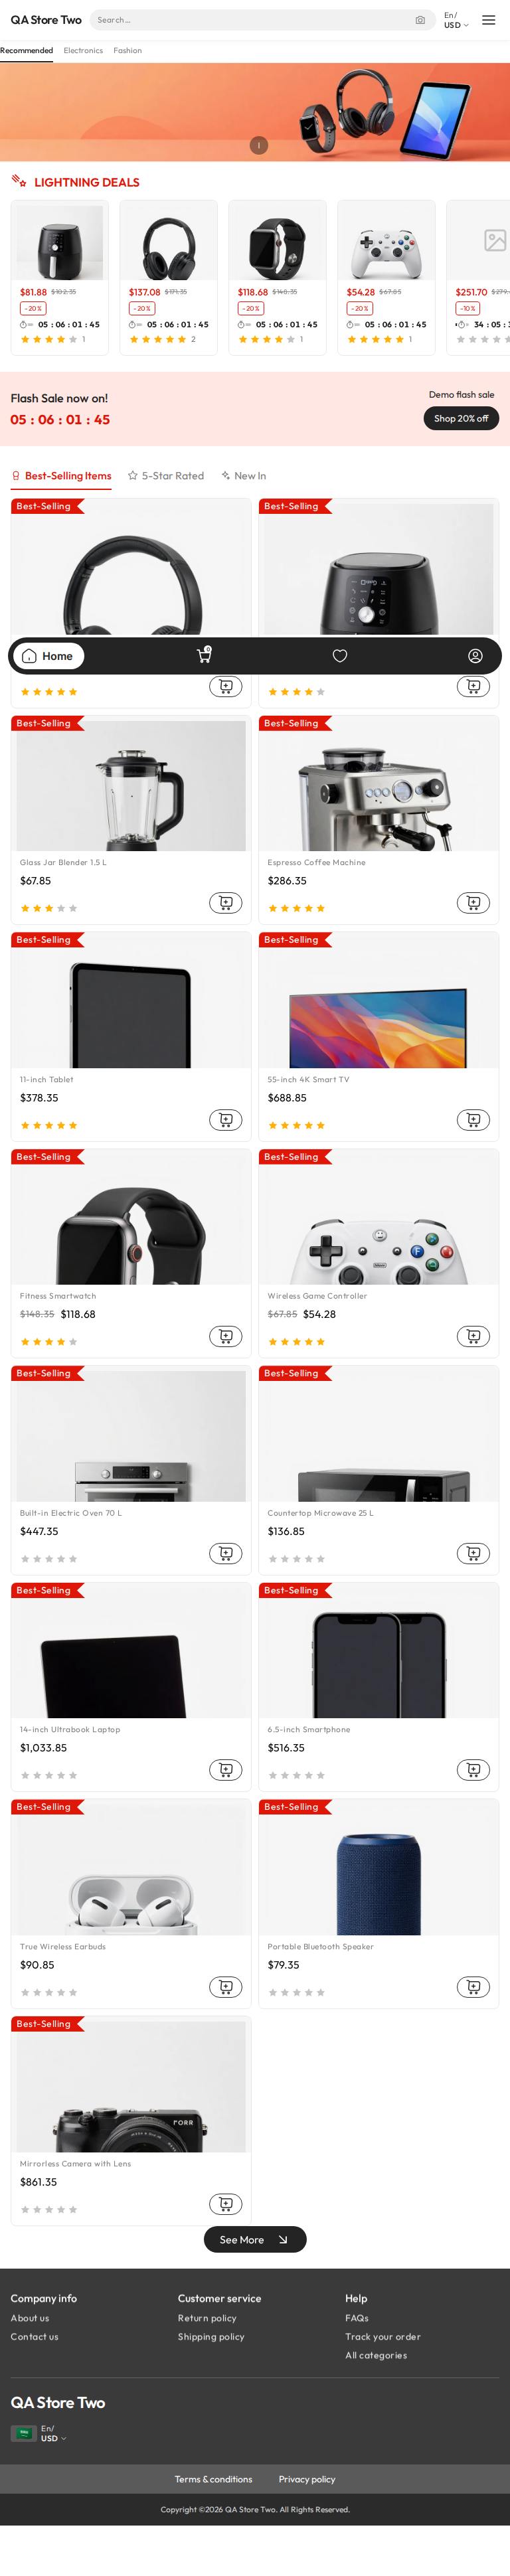 QA Store Two
Search...
En/
USD
Recommended
Electronics
Fashion
LIGHTNING DEALS
$81.88 $102.35
-20%
05 : 06 : 01 : 45
1
$137.08 $171.35
-20%
05 : 06 : 01 : 45
2
$118.68 $148.35
-20%
05 : 06 : 01 : 45
1
$54.28 $67.85
-20%
05 : 06 : 01 : 45
1
$251.70
-10%
34 : 05 :
Flash Sale now on!
05 : 06 : 01 : 45
Demo flash sale
Shop 20% off
Best-Selling Items
5-Star Rated
New In
Best-Selling
Best-Selling
Home
0
Best-Selling
Glass Jar Blender 1.5 L
$67.85
Best-Selling
Espresso Coffee Machine
$286.35
Best-Selling
11-inch Tablet
$378.35
Best-Selling
55-inch 4K Smart TV
$688.85
Best-Selling
Fitness Smartwatch
$148.35 $118.68
Best-Selling
Wireless Game Controller
$67.85 $54.28
Best-Selling
Built-in Electric Oven 70 L
$447.35
Best-Selling
Countertop Microwave 25 L
$136.85
Best-Selling
14-inch Ultrabook Laptop
$1,033.85
Best-Selling
6.5-inch Smartphone
$516.35
Best-Selling
True Wireless Earbuds
$90.85
Best-Selling
Portable Bluetooth Speaker
$79.35
Best-Selling
FORR
Mirrorless Camera with Lens
$861.35
See More
Company info
About us
Contact us
Customer service
Return policy
Shipping policy
Help
FAQs
Track your order
All categories
QA Store Two
En/
USD
Terms & conditions
Privacy policy
Copyright ©2026 QA Store Two. All Rights Reserved.